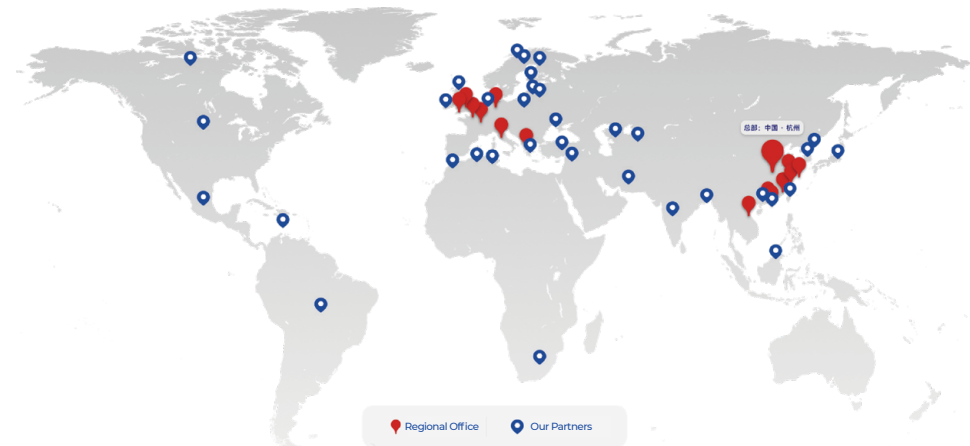 总部：中国 · 杭州
Regional Office
Our Partners